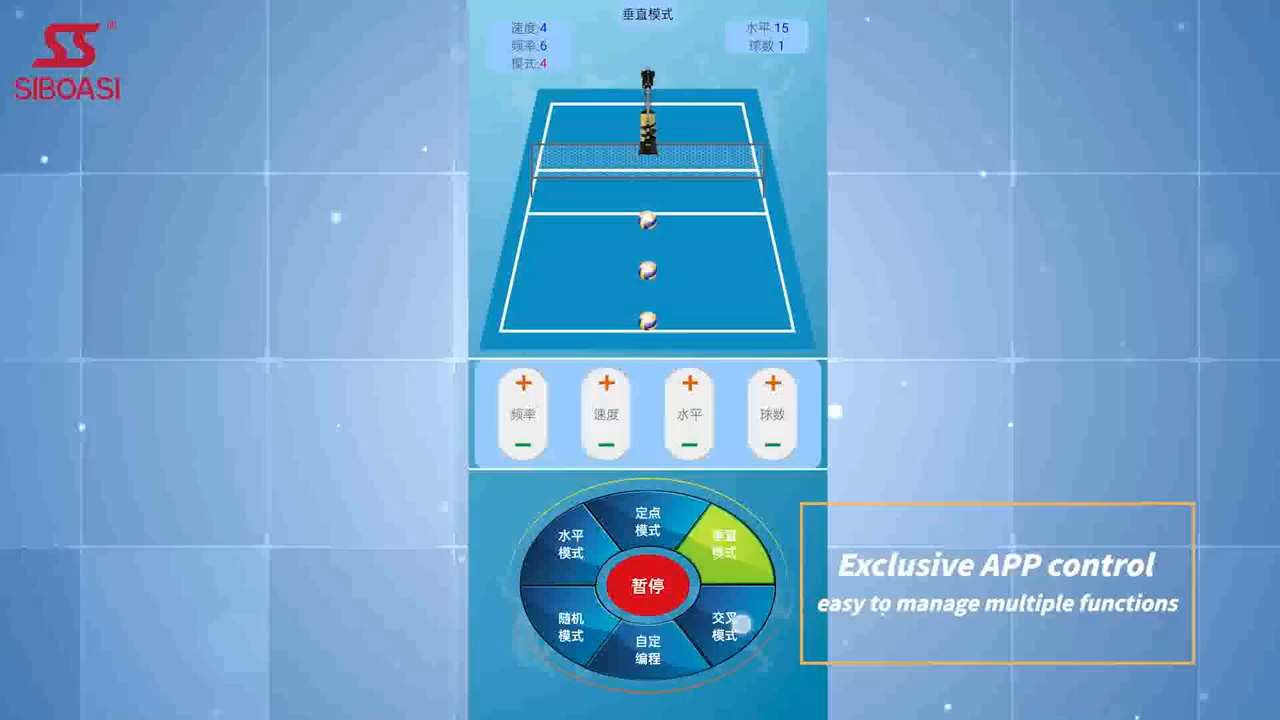 SIBOASI
垂直模式
速度:4
频率:6
模式:4
水平:15
球数 1
频率
速度
水平
球数
定点
模式
水平
模式
垂直
模式
暂停
随机
模式
交叉
模式
自定
编程
Exclusive APP control
easy to manage multiple functions